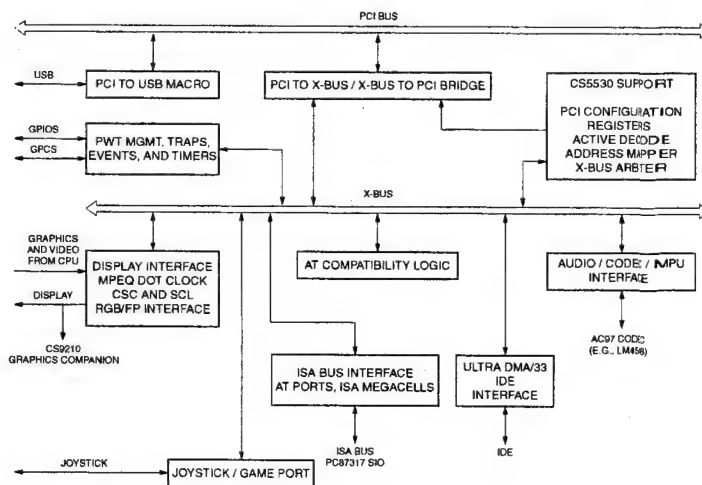 PCI BUS
USB
PCI TO USB MACRO
PCI TO X-BUS / X-BUS TO PCI BRIDGE
CS5530 SUPPORT
PCI CONFIGURATION
REGISTERS
ACTIVE DECODE
ADDRESS MAPPER
X-BUS ARBITER
GPIOS
GPCS
PWT MGMT, TRAPS,
EVENTS, AND TIMERS
X-BUS
GRAPHICS
AND VIDEO
FROM CPU
DISPLAY
CS9210
GRAPHICS COMPANION
DISPLAY INTERFACE
MPEQ DOT CLOCK
CSC AND SCL
RGB/FP INTERFACE
AT COMPATIBILITY LOGIC
AUDIO / CODEC / MPU
INTERFACE
AC97 CODEC
(E.G., LM458)
ISA BUS INTERFACE
AT PORTS, ISA MEGACELLS
ISA BUS
PC87317 SIO
ULTRA DMA/33
IDE
INTERFACE
IDE
JOYSTICK
JOYSTICK / GAME PORT